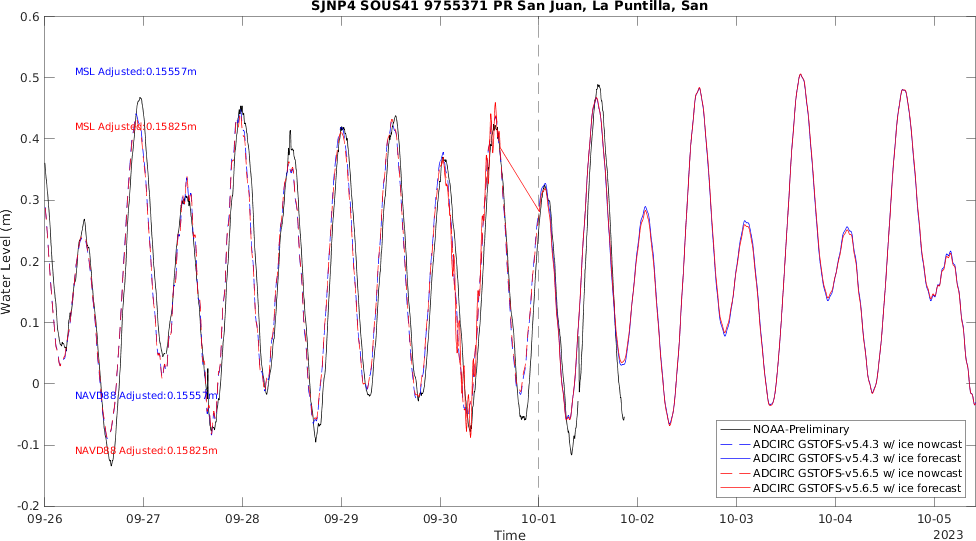 SJNP4 SOUS41 9755371 PR San Juan, La Puntilla, San
0.6
0.5
0.4
0.3
0.2
0.1
0
-0.1
-0.2
Water Level (m)
MSL Adjusted:0.15557m
MSL Adjusted:0.15825m
NAVD88 Adjusted:0.15557m
NAVD88 Adjusted:0.15825m
NOAA-Preliminary
ADCIRC GSTOFS-v5.4.3 w/ ice nowcast
ADCIRC GSTOFS-v5.4.3 w/ ice forecast
ADCIRC GSTOFS-v5.6.5 w/ ice nowcast
ADCIRC GSTOFS-v5.6.5 w/ ice forecast
09-26 09-27 09-28 09-29 09-30 10-01 10-02 10-03 10-04 10-05
Time
2023